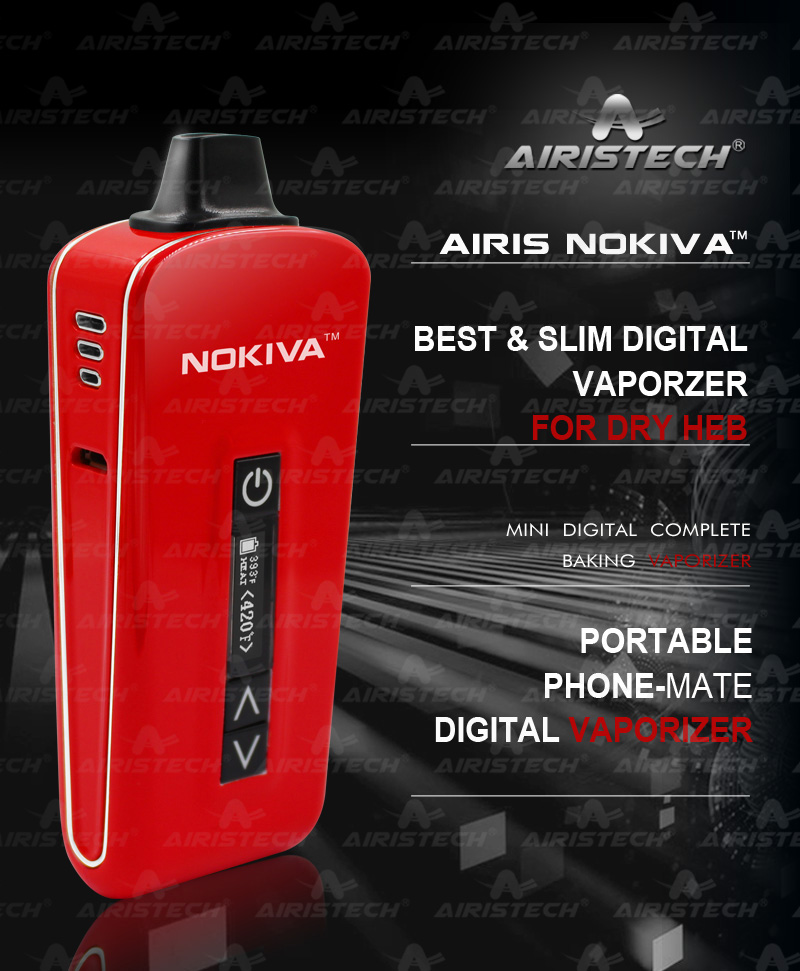 AIRISTECH®
AIRIS NOKIVA™
BEST & SLIM DIGITAL
VAPORZER
FOR DRY HEB
MINI DIGITAL COMPLETE
BAKING VAPORIZER
PORTABLE
PHONE-MATE
DIGITAL VAPORIZER
NOKIVA™
393°F
HEAT
<420°F>